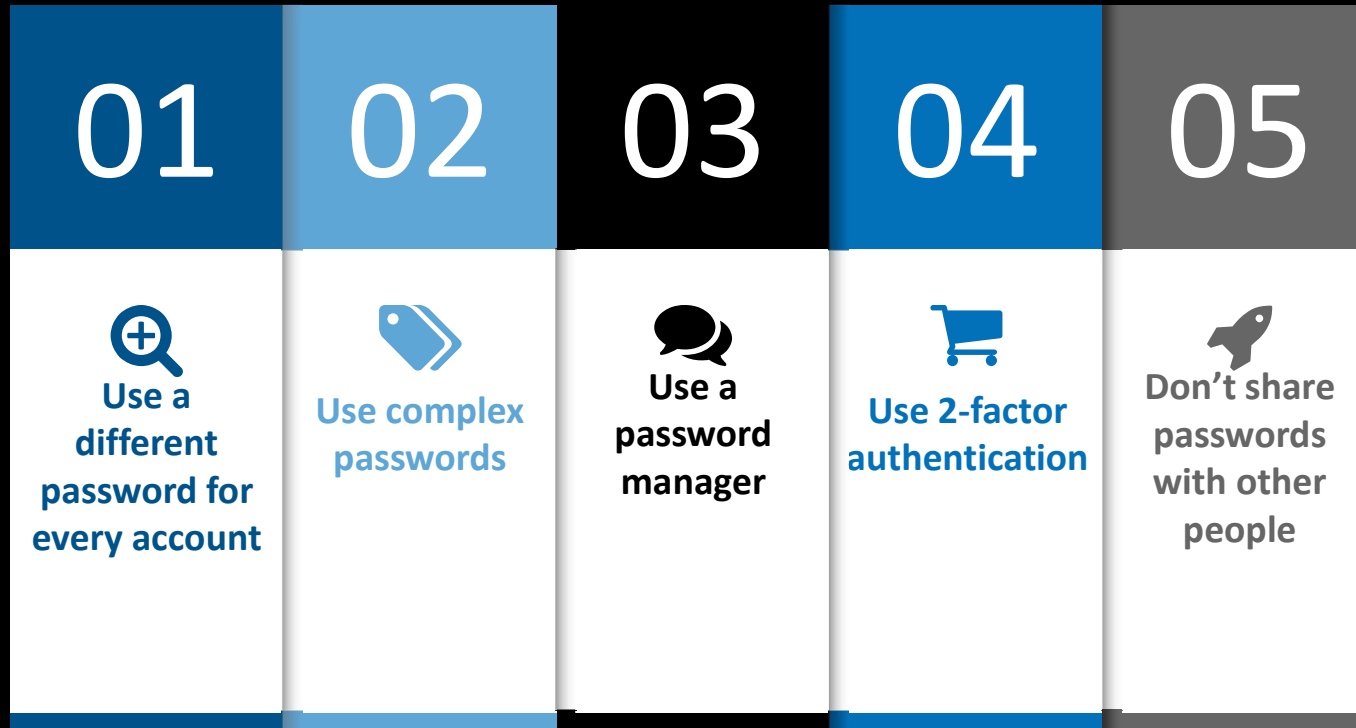 01
02
03
04
05
Use a
different
password for
every account
Use complex
passwords
Use a
password
manager
Use 2-factor
authentication
Don’t share
passwords
with other
people